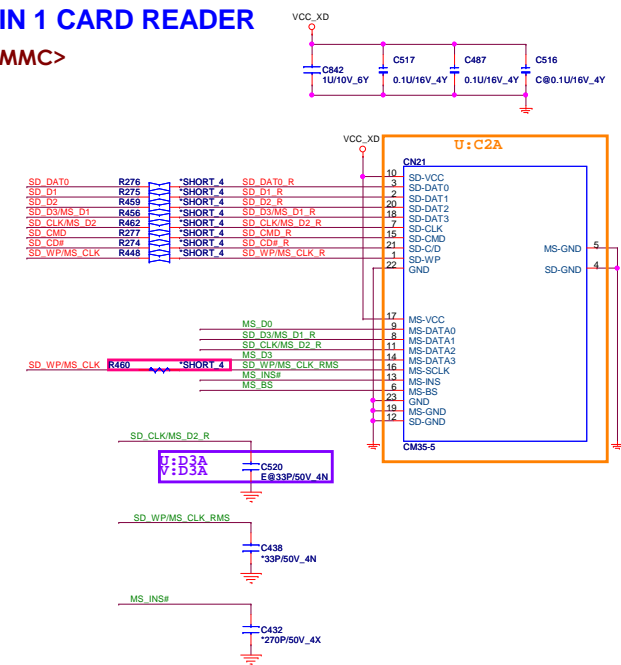 IN 1 CARD READER
MMC>
VCC_XD
C842
1U/10V_6Y
C517
0.1U/16V_4Y
C487
0.1U/16V_4Y
C516
C@0.1U/16V_4Y
VCC_XD
U:C2A
CN21
SD_DAT0 R276 *SHORT_4 SD_DAT0_R
SD_D1 R275 *SHORT_4 SD_D1_R
SD_D2 R459 *SHORT_4 SD_D2_R
SD_D3/MS_D1 R456 *SHORT_4 SD_D3/MS_D1_R
SD_CLK/MS_D2 R462 *SHORT_4 SD_CLK/MS_D2_R
SD_CMD R277 *SHORT_4 SD_CMD_R
SD_CD# R274 *SHORT_4 SD_CD#_R
SD_WP/MS_CLK R448 *SHORT_4 SD_WP/MS_CLK_R
10 SD-VCC
3 SD-DAT0
2 SD-DAT1
20 SD-DAT2
18 SD-DAT3
7 SD-CLK
15 SD-CMD
21 SD-C/D
1 SD-WP
22 GND
MS-GND 5
SD-GND 4
17 MS-VCC
MS_D0 9 MS-DATA0
SD_D3/MS_D1_R 8 MS-DATA1
SD_CLK/MS_D2_R 11 MS-DATA2
MS_D3 14 MS-DATA3
SD_WP/MS_CLK R460 *SHORT_4 SD_WP/MS_CLK_RMS 16 MS-SCLK
MS_INS# 13 MS-INS
MS_BS 6 MS-BS
23 GND
19 MS-GND
12 SD-GND
CM35-5
SD_CLK/MS_D2_R
U:D3A
V:D3A
C520
E@33P/50V_4N
SD_WP/MS_CLK_RMS
C438
*33P/50V_4N
MS_INS#
C432
*270P/50V_4X